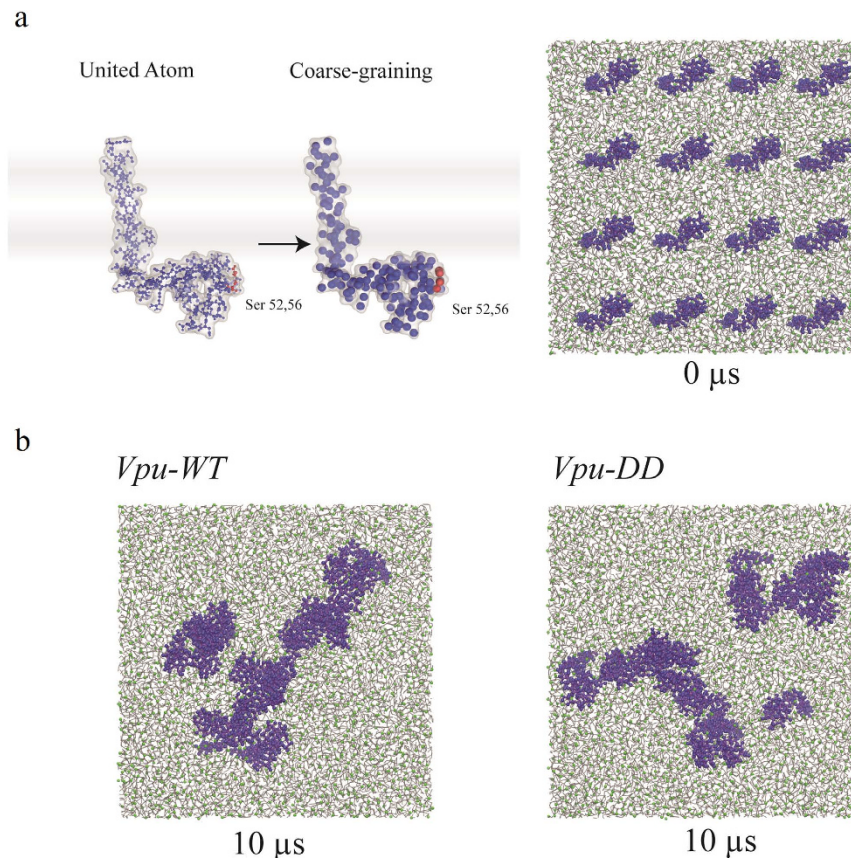 a
United Atom
Coarse-graining
Ser 52,56
Ser 52,56
0 μs
b
Vpu-WT
Vpu-DD
10 μs
10 μs